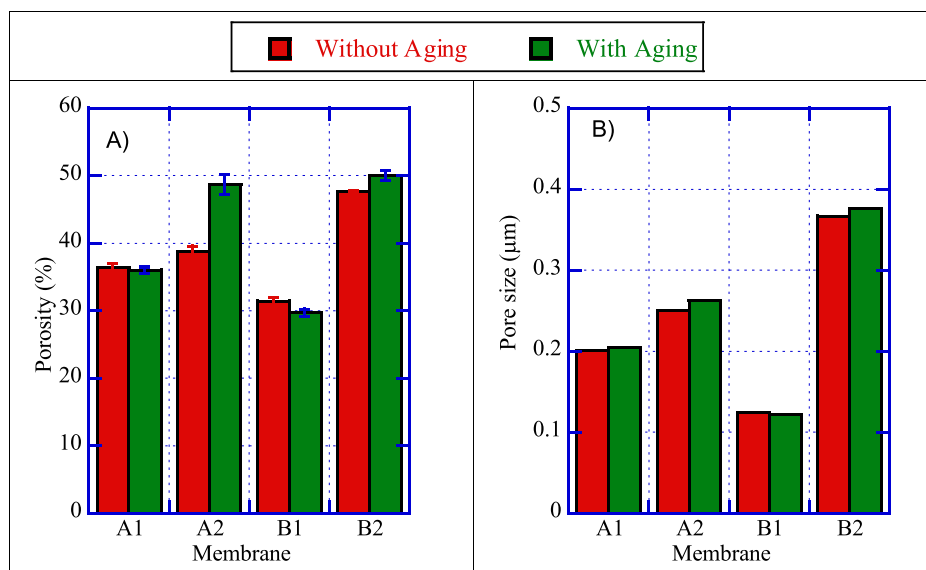 Without Aging
With Aging
A)
Porosity (%)
60
50
40
30
20
10
0
A1
A2
B1
B2
Membrane
B)
Pore size (μm)
0.5
0.4
0.3
0.2
0.1
0
A1
A2
B1
B2
Membrane